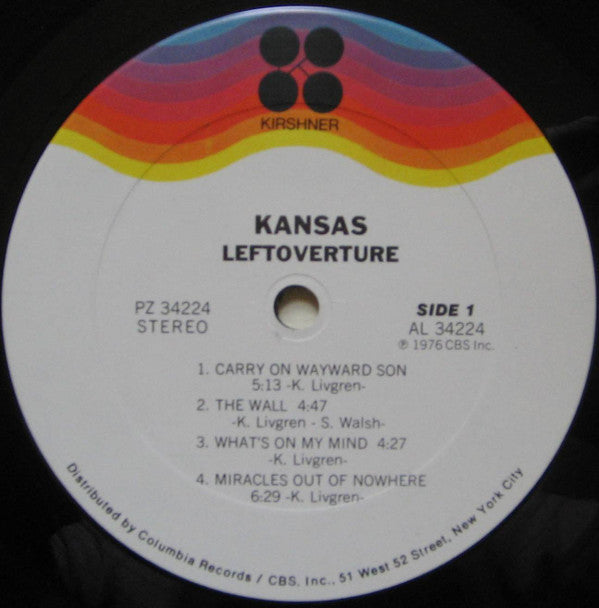 KIRSHNER
KANSAS
LEFTOVERTURE
PZ 34224
STEREO
SIDE 1
AL 34224
℗ 1976 CBS Inc.
1. CARRY ON WAYWARD SON
5:13 -K. Livgren-
2. THE WALL 4:47
-K. Livgren - S. Walsh-
3. WHAT'S ON MY MIND 4:27
-K. Livgren-
4. MIRACLES OUT OF NOWHERE
6:29 -K. Livgren-
Distributed by Columbia Records / CBS, Inc., 51 West 52 Street, New York City